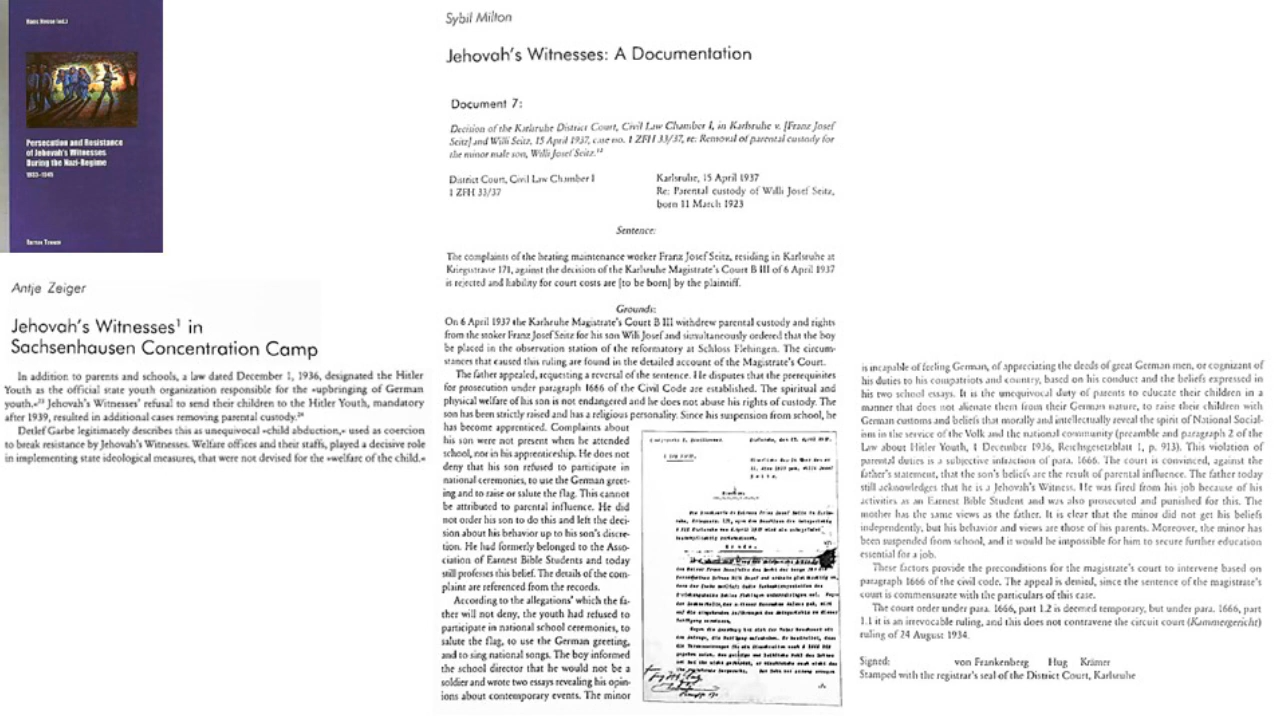 Hans Hesse (ed.)
Persecution and Resistance
of Jehovah's Witnesses
During the Nazi-Regime
1933-1945
Edition Temmen
Antje Zeiger
Jehovah's Witnesses¹ in
Sachsenhausen Concentration Camp
In addition to parents and schools, a law dated December 1, 1936, designated the Hitler
Youth as the official state youth organization responsible for the »upbringing of German
youth.«²³ Jehovah's Witnesses' refusal to send their children to the Hitler Youth, mandatory
after 1939, resulted in additional cases removing parental custody.²⁴
Detlef Garbe legitimately describes this as unequivocal »child abduction,« used as coercion
to break resistance by Jehovah's Witnesses. Welfare offices and their staffs, played a decisive role
in implementing state ideological measures, that were not devised for the »welfare of the child.«
Sybil Milton
Jehovah's Witnesses: A Documentation
Document 7:
Decision of the Karlsruhe District Court, Civil Law Chamber I, in Karlsruhe v. [Franz Josef
Seitz] and Willi Seitz, 15 April 1937, case no. 1 ZFH 33/37, re: Removal of parental custody for
the minor male son, Willi Josef Seitz.¹²
District Court, Civil Law Chamber I
1 ZFH 33/37
Karlsruhe, 15 April 1937
Re: Parental custody of Willi Josef Seitz,
born 11 March 1923
Sentence:
The complaints of the heating maintenance worker Franz Josef Seitz, residing in Karlsruhe at
Kriegsstrasse 171, against the decision of the Karlsruhe Magistrate's Court B III of 6 April 1937
is rejected and liability for court costs are [to be born] by the plaintiff.
Grounds:
On 6 April 1937 the Karlsruhe Magistrate's Court B III withdrew parental custody and rights
from the stoker Franz Josef Seitz for his son Willi Josef and simultaneously ordered that the boy
be placed in the observation station of the reformatory at Schloss Flehingen. The circum-
stances that caused this ruling are found in the detailed account of the Magistrate's Court.
The father appealed, requesting a reversal of the sentence. He disputes that the prerequisites
for prosecution under paragraph 1666 of the Civil Code are established. The spiritual and
physical welfare of his son is not endangered and he does not abuse his rights of custody. The
son has been strictly raised and has a religious personality. Since his suspension from school, he
has become apprenticed. Complaints about
his son were not present when he attended
school, nor in his apprenticeship. He does not
deny that his son refused to participate in
national ceremonies, to use the German greet-
ing and to raise or salute the flag. This cannot
be attributed to parental influence. He did
not order his son to do this and left the deci-
sion about his behavior up to his son's discre-
tion. He had formerly belonged to the Asso-
ciation of Earnest Bible Students and today
still professes this belief. The details of the com-
plaint are referenced from the records.
According to the allegations' which the fa-
ther will not deny, the youth had refused to
participate in national school ceremonies, to
salute the flag, to use the German greeting,
and to sing national songs. The boy informed
the school director that he would not be a
soldier and wrote two essays revealing his opin-
ions about contemporary events. The minor
is incapable of feeling German, of appreciating the deeds of great German men, or cognizant of
his duties to his compatriots and country, based on his conduct and the beliefs expressed in
his two school essays. It is the unequivocal duty of parents to educate their children in a
manner that does not alienate them from their German nature, to raise their children with
German customs and beliefs that morally and intellectually reveal the spirit of National Social-
ism in the service of the Volk and the national community (preamble and paragraph 2 of the
Law about Hitler Youth, 1 December 1936, Reichsgesetzblatt 1, p. 913). This violation of
parental duties is a subjective infraction of para. 1666. The court is convinced, against the
father's statement, that the son's beliefs are the result of parental influence. The father today
still acknowledges that he is a Jehovah's Witness. He was fired from his job because of his
activities as an Earnest Bible Student and was also prosecuted and punished for this. The
mother has the same views as the father. It is clear that the minor did not get his beliefs
independently, but his behavior and views are those of his parents. Moreover, the minor has
been suspended from school, and it would be impossible for him to secure further education
essential for a job.
These factors provide the preconditions for the magistrate's court to intervene based on
paragraph 1666 of the civil code. The appeal is denied, since the sentence of the magistrate's
court is commensurate with the particulars of this case.
The court order under para. 1666, part 1.2 is deemed temporary, but under para. 1666, part
1.1 it is an irrevocable ruling, and this does not contravene the circuit court (Kammergericht)
ruling of 24 August 1934.
Signed: von Frankenberg Hug Krämer
Stamped with the registrar's seal of the District Court, Karlsruhe